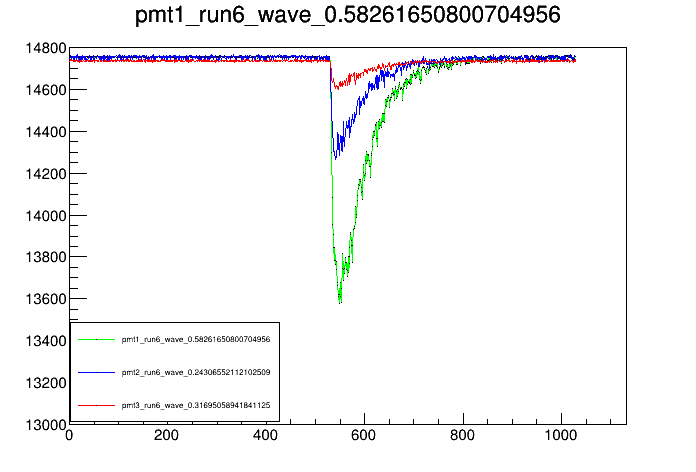 pmt1_run6_wave_0.58261650800704956
14800
14600
14400
14200
14000
13800
13600
13400
13200
13000
pmt1_run6_wave_0.58261650800704956
pmt2_run6_wave_0.24306552112102509
pmt3_run6_wave_0.31695058941841125
0 200 400 600 800 1000